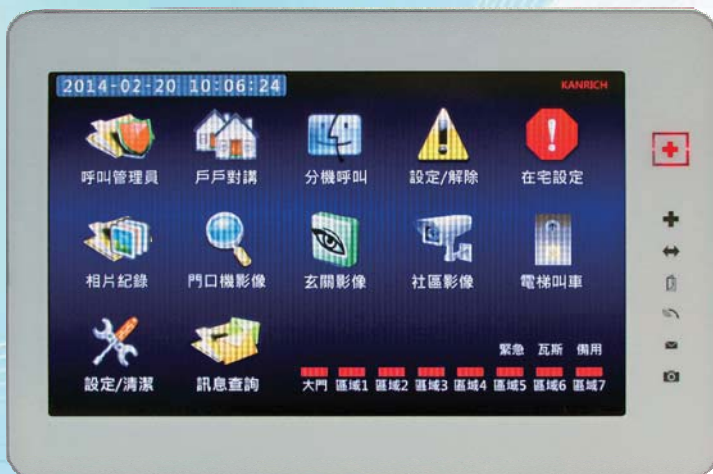 2014-02-20 10:06:24
KANRICH
呼叫管理員 戶戶對講 分機呼叫 設定/解除 在宅設定
相片紀錄 門口機影像 玄關影像 社區影像 電梯叫車
設定/清潔 訊息查詢
緊急 瓦斯 備用
大門 區域1 區域2 區域3 區域4 區域5 區域6 區域7